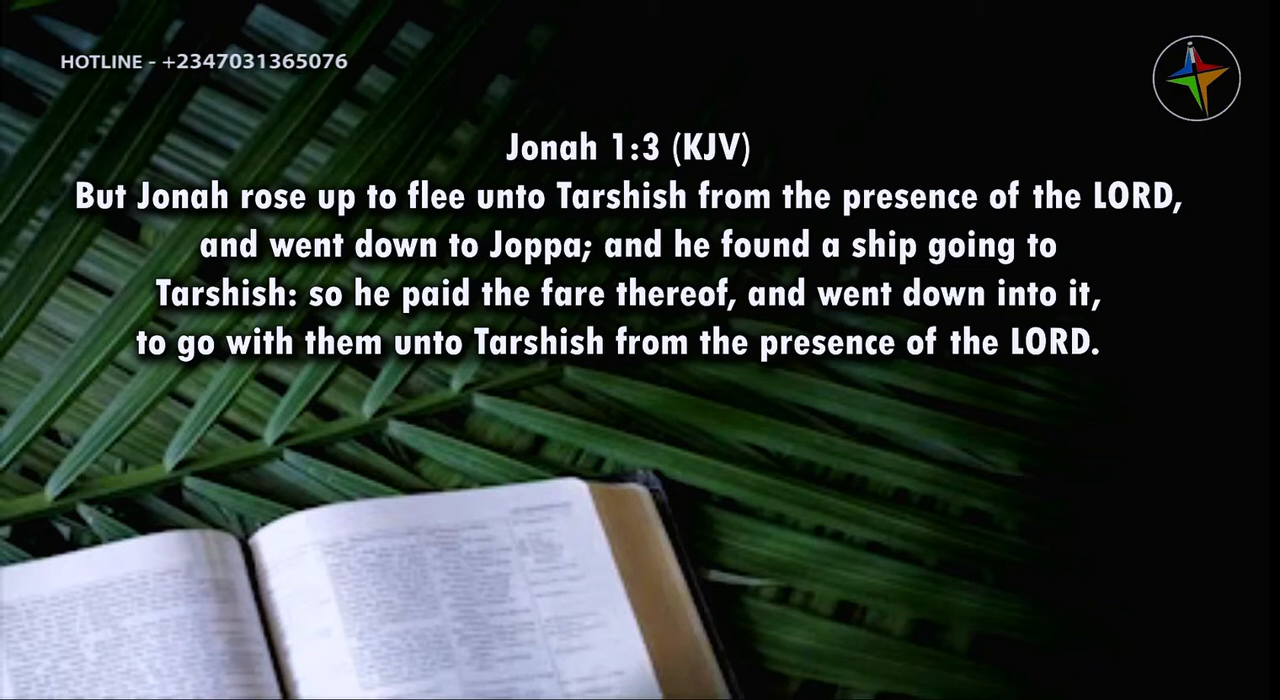 HOTLINE - +2347031365076
Jonah 1:3 (KJV)
But Jonah rose up to flee unto Tarshish from the presence of the LORD,
and went down to Joppa; and he found a ship going to
Tarshish: so he paid the fare thereof, and went down into it,
to go with them unto Tarshish from the presence of the LORD.